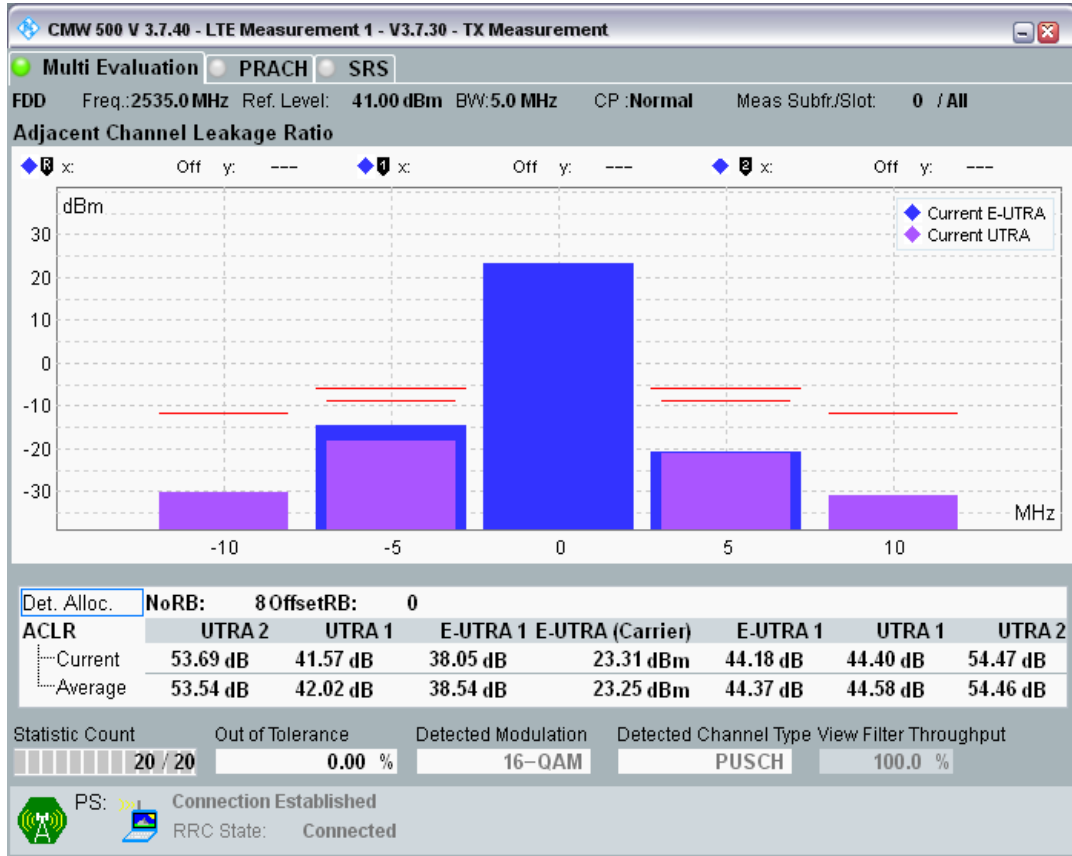 CMW 500 V 3.7.40 - LTE Measurement 1 - V3.7.30 - TX Measurement
Multi Evaluation PRACH SRS
FDD Freq.:2535.0 MHz Ref. Level: 41.00 dBm BW:5.0 MHz CP :Normal Meas Subfr./Slot: 0 / All
Adjacent Channel Leakage Ratio
R x: Off y: --- 1 x: Off y: --- 2 x: Off y: ---
dBm
Current E-UTRA
Current UTRA
30
20
10
0
-10
-20
-30
MHz
-10 -5 0 5 10
Det. Alloc. NoRB: 8 OffsetRB: 0
ACLR UTRA 2 UTRA 1 E-UTRA 1 E-UTRA (Carrier) E-UTRA 1 UTRA 1 UTRA 2
Current 53.69 dB 41.57 dB 38.05 dB 23.31 dBm 44.18 dB 44.40 dB 54.47 dB
Average 53.54 dB 42.02 dB 38.54 dB 23.25 dBm 44.37 dB 44.58 dB 54.46 dB
Statistic Count Out of Tolerance Detected Modulation Detected Channel Type View Filter Throughput
20 / 20 0.00 % 16-QAM PUSCH 100.0 %
PS: Connection Established
RRC State: Connected